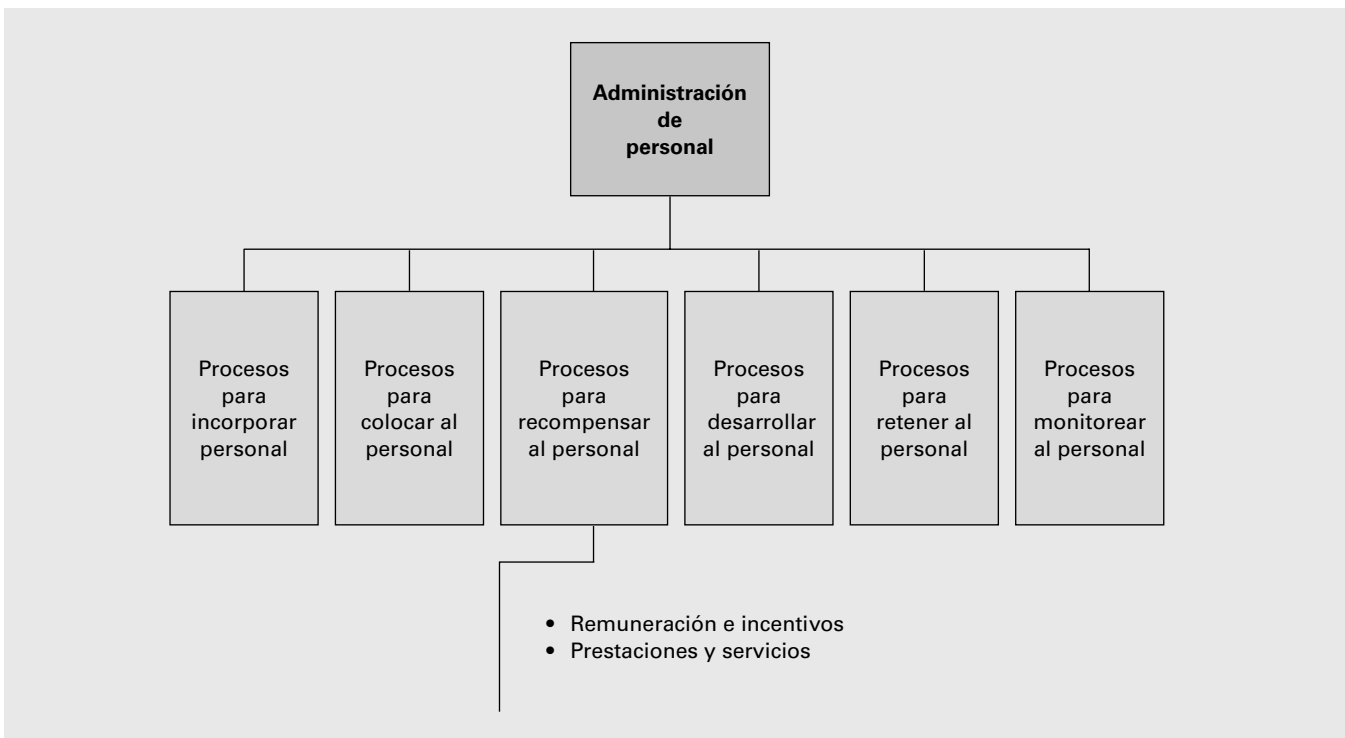 Administración
de
personal
Procesos
para
incorporar
personal
Procesos
para
colocar al
personal
Procesos
para
recompensar
al personal
Procesos
para
desarrollar
al personal
Procesos
para
retener al
personal
Procesos
para
monitorear
al personal
• Remuneración e incentivos
• Prestaciones y servicios